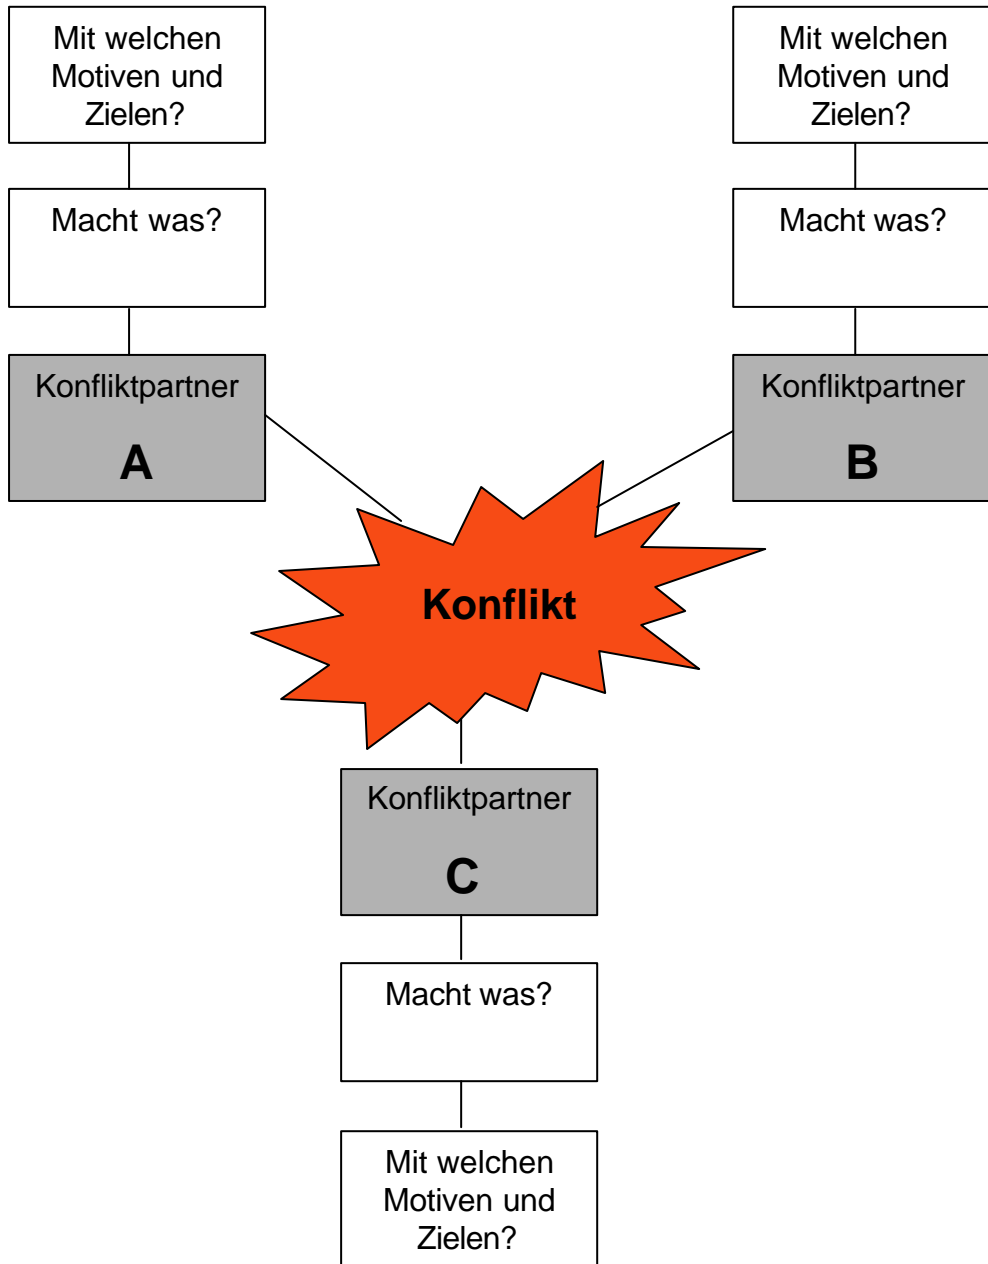 Mit welchen
Motiven und
Zielen?
Macht was?
Konfliktpartner
A
Mit welchen
Motiven und
Zielen?
Macht was?
Konfliktpartner
B
Konflikt
Konfliktpartner
C
Macht was?
Mit welchen
Motiven und
Zielen?